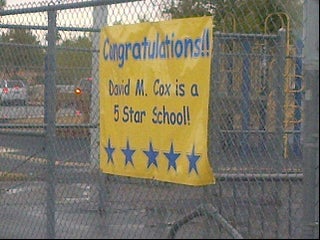 Congratulations!!
David M. Cox is a
5 Star School!